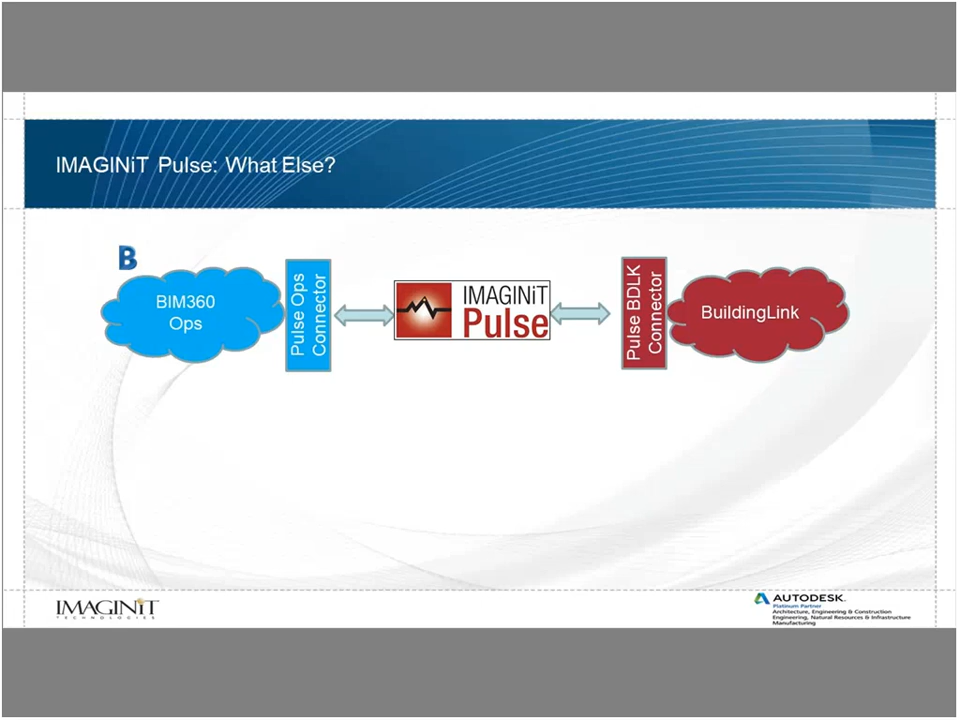 IMAGINiT Pulse: What Else?
B
BIM360
Ops
Pulse Ops
Connector
IMAGINiT
Pulse
Pulse BDLK
Connector
BuildingLink
IMAGINiT
TECHNOLOGIES
AUTODESK.
Platinum Partner
Architecture, Engineering & Construction
Engineering, Natural Resources & Infrastructure
Manufacturing